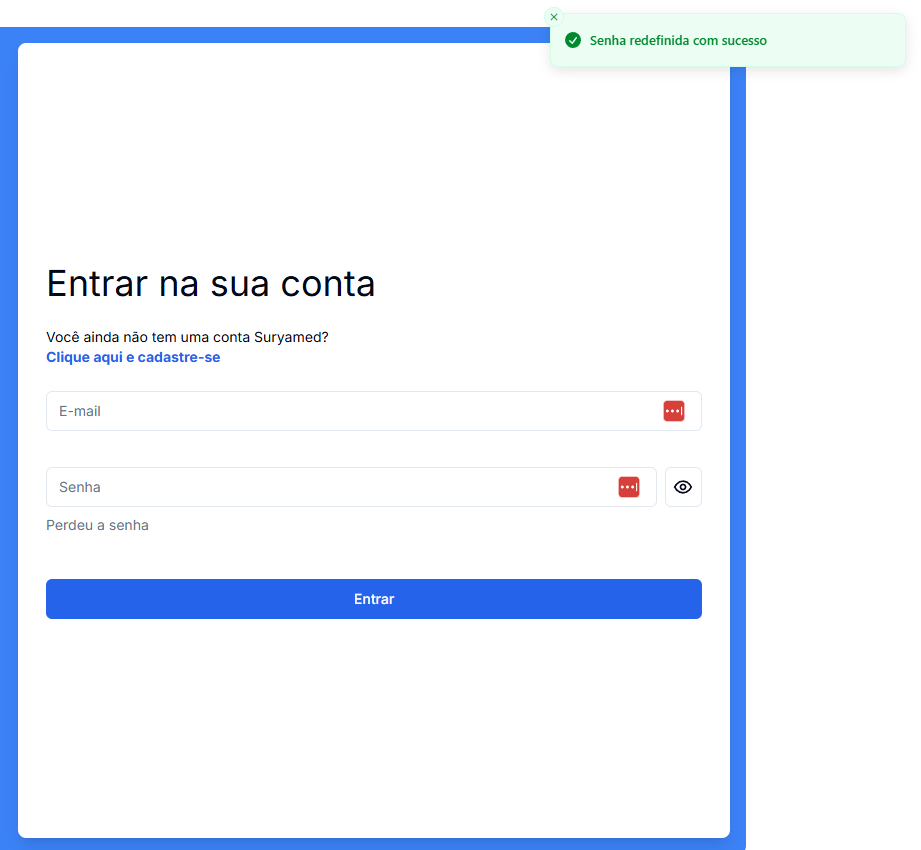 Senha redefinida com sucesso
Entrar na sua conta
Você ainda não tem uma conta Suryamed?
Clique aqui e cadastre-se
E-mail
Senha
Perdeu a senha
Entrar